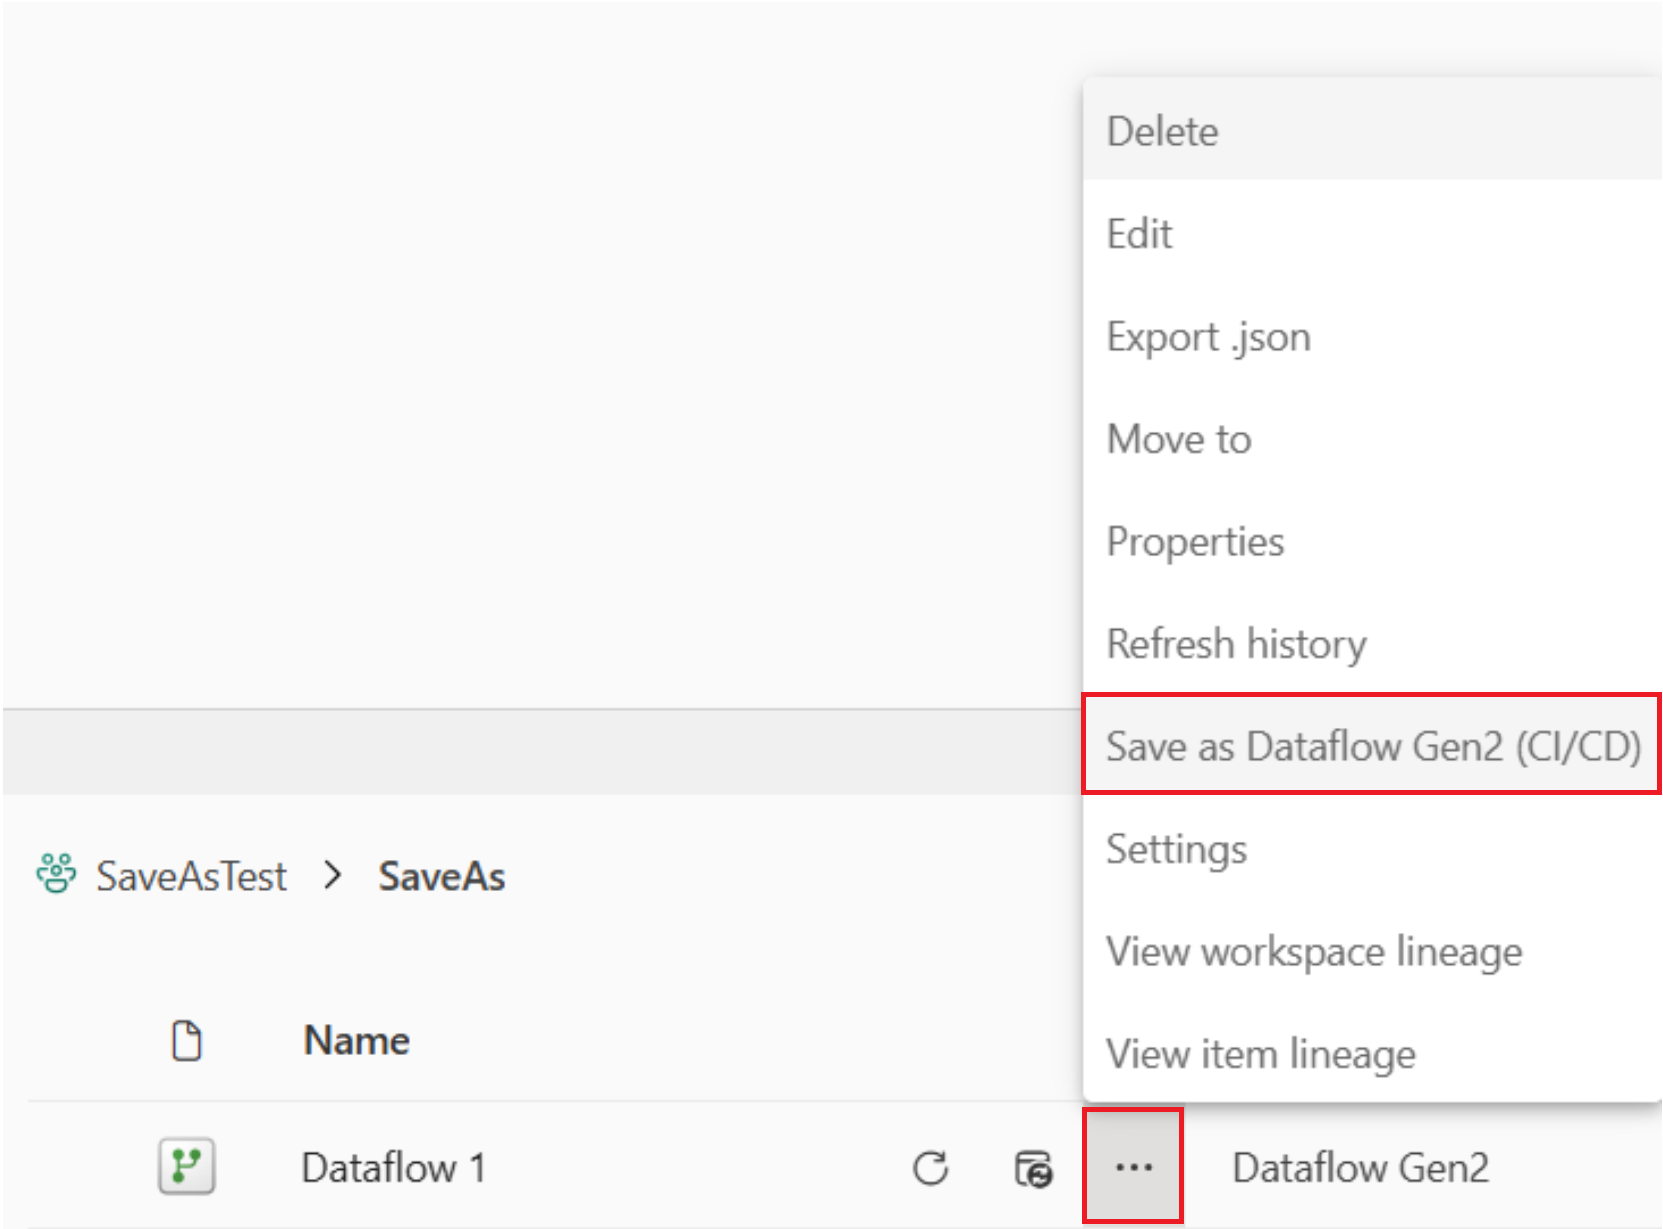 Delete
Edit
Export .json
Move to
Properties
Refresh history
Save as Dataflow Gen2 (CI/CD)
Settings
View workspace lineage
View item lineage
SaveAsTest > SaveAs
Name
Dataflow 1 ... Dataflow Gen2